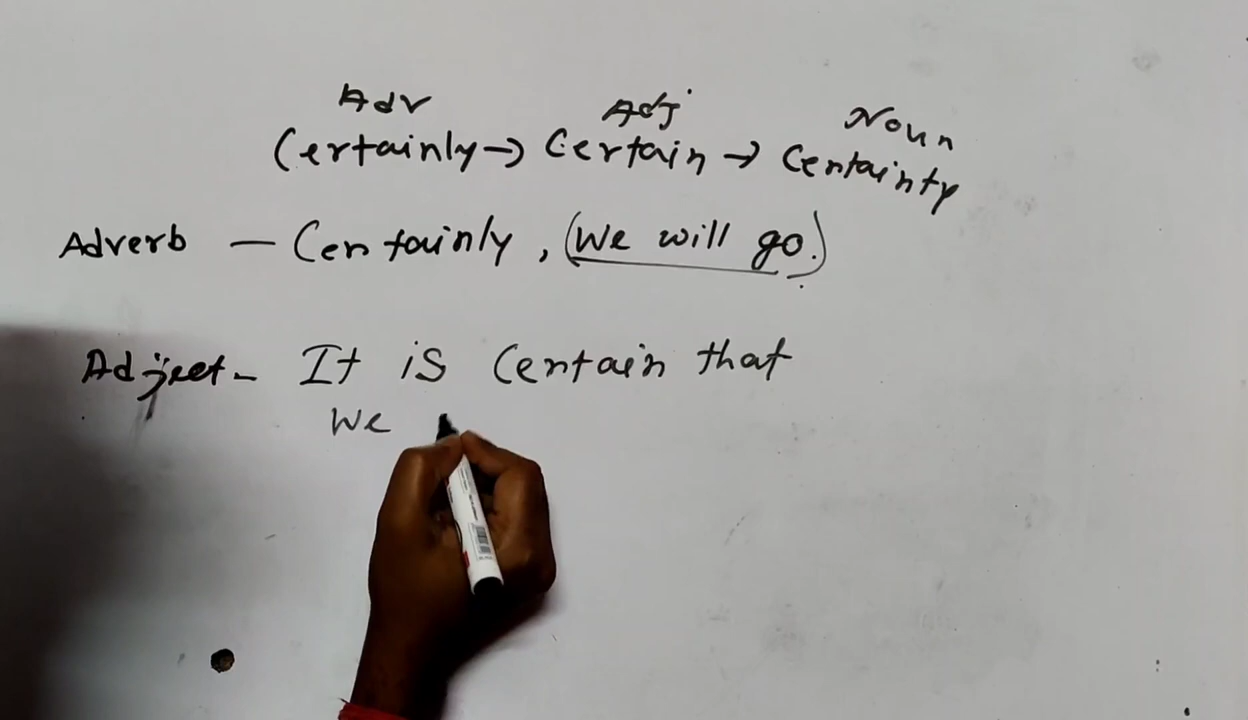 Adv Adj Noun
Certainly → Certain → Certainty
Adverb — Certainly, (We will go.)
Adject - It is Certain that
We